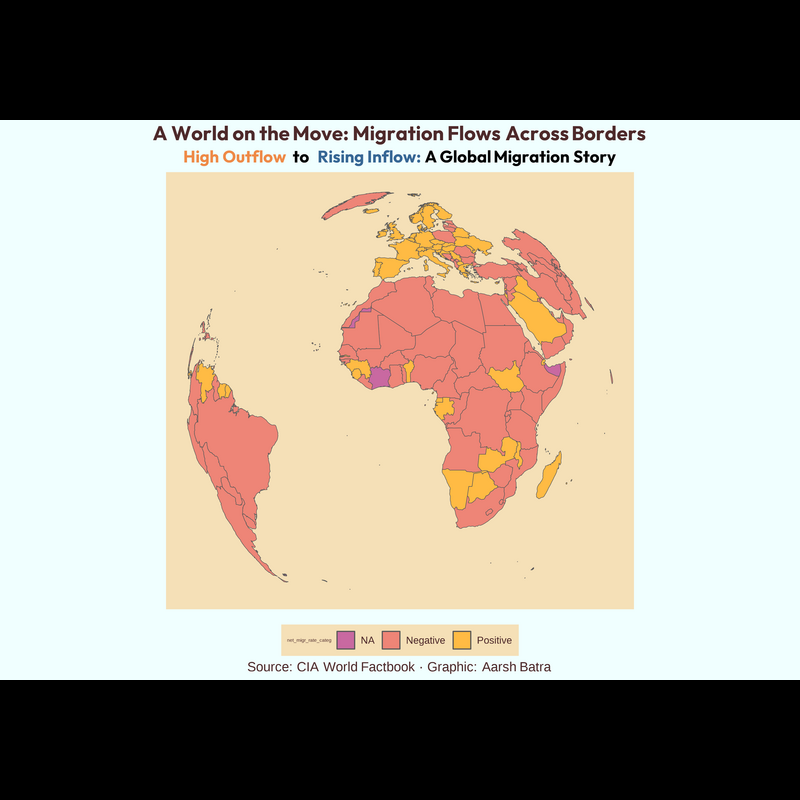 A World on the Move: Migration Flows Across Borders
High Outflow to Rising Inflow: A Global Migration Story
net_migr_rate_categ NA Negative Positive
Source: CIA World Factbook · Graphic: Aarsh Batra